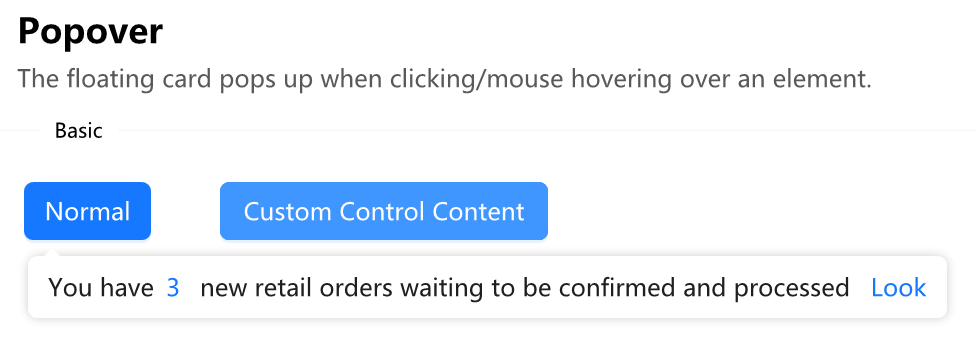 Popover
The floating card pops up when clicking/mouse hovering over an element.
Basic
Normal
Custom Control Content
You have 3 new retail orders waiting to be confirmed and processed Look